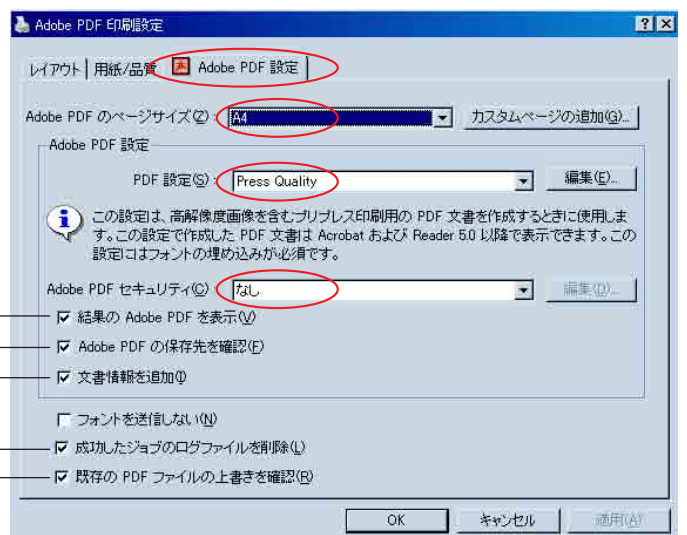 Adobe PDF 印刷設定
レイアウト 用紙/品質 Adobe PDF 設定
Adobe PDF のページサイズ(Z): A4 カスタムページの追加(G)...
Adobe PDF 設定
PDF 設定(S): Press Quality 編集(E)...
この設定は、高解像度画像を含むプリプレス印刷用の PDF 文書を作成するときに使用しま
す。この設定で作成した PDF 文書は Acrobat および Reader 5.0 以降で表示できます。この
設定にはフォントの埋め込みが必須です。
Adobe PDF セキュリティ(C): なし 編集(D)...
結果の Adobe PDF を表示(V)
Adobe PDF の保存先を確認(F)
文書情報を追加(I)
フォントを送信しない(N)
成功したジョブのログファイルを削除(L)
既存の PDF ファイルの上書きを確認(R)
OK キャンセル 適用(A)